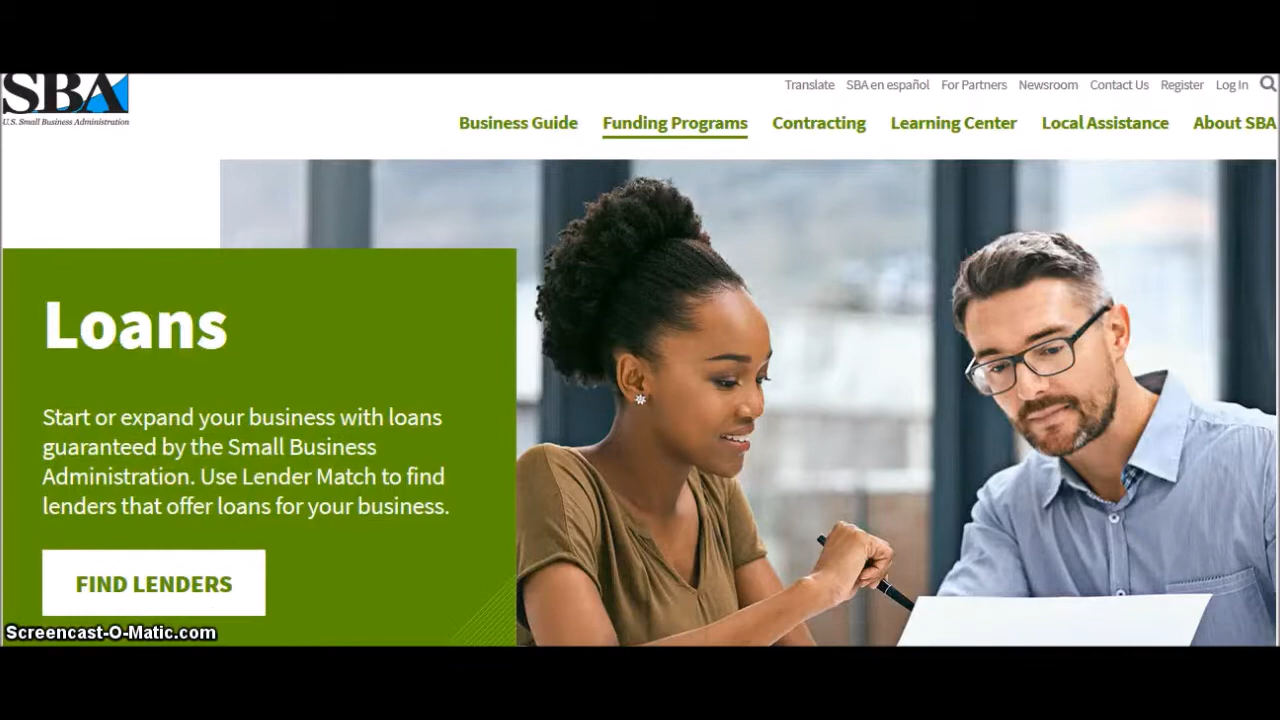 SBA
U.S. Small Business Administration
Translate SBA en español For Partners Newsroom Contact Us Register Log In
Business Guide Funding Programs Contracting Learning Center Local Assistance About SBA
Loans
Start or expand your business with loans
guaranteed by the Small Business
Administration. Use Lender Match to find
lenders that offer loans for your business.
FIND LENDERS
Screencast-O-Matic.com